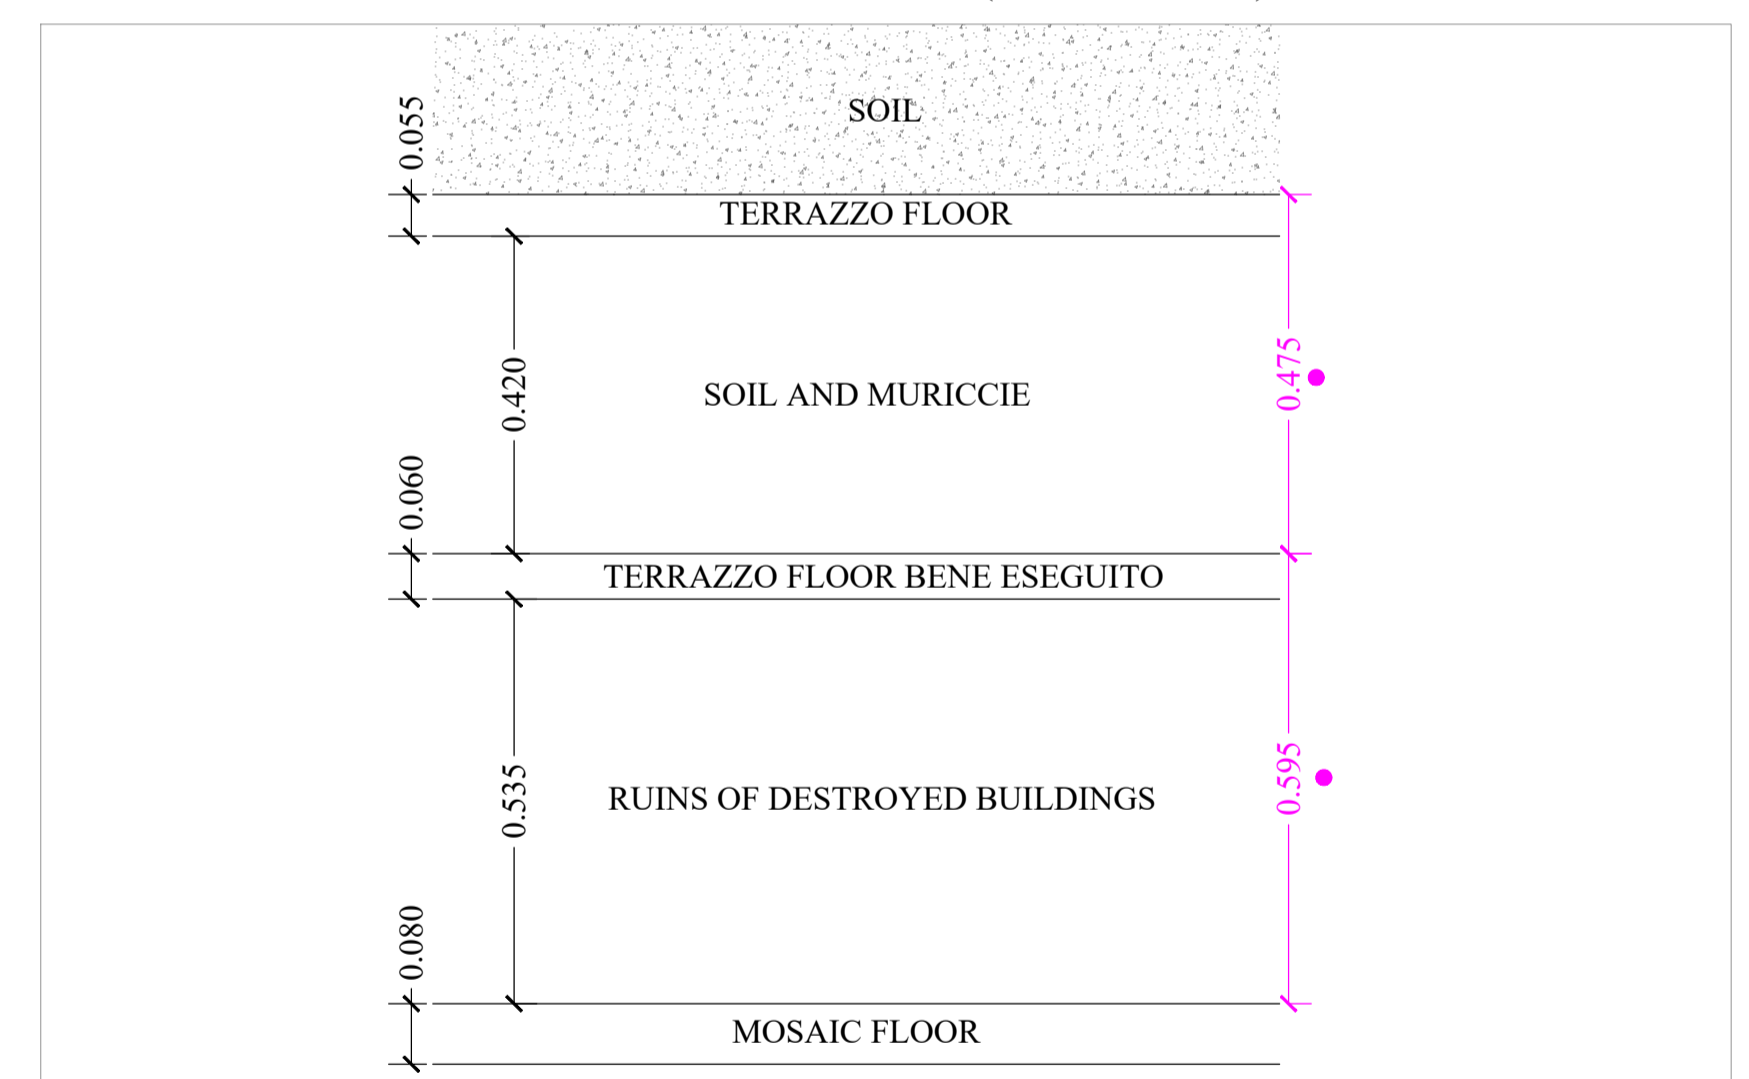 SOIL
0.055
TERRAZZO FLOOR
0.420
SOIL AND MURICCIE
0.475
0.060
TERRAZZO FLOOR BENE ESEGUITO
0.535
RUINS OF DESTROYED BUILDINGS
0.595
0.080
MOSAIC FLOOR